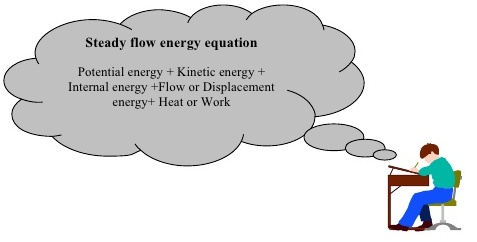 Steady flow energy equation
Potential energy + Kinetic energy +
Internal energy +Flow or Displacement
energy+ Heat or Work